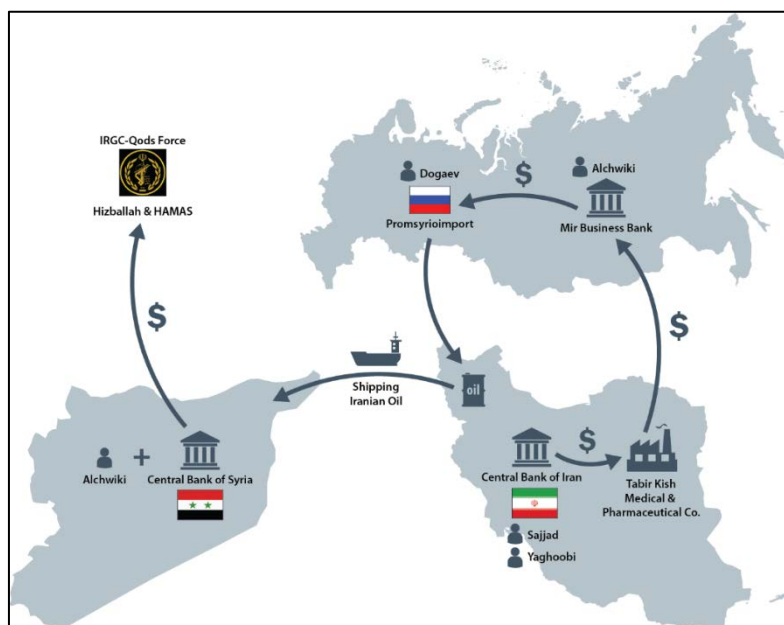 IRGC-Qods Force
Hizballah & HAMAS
$
Dogaev
Promsyrioimport
$
Alchwiki
Mir Business Bank
$
Shipping
Iranian Oil
oil
Alchwiki
+
Central Bank of Syria
Central Bank of Iran
Sajjad
Yaghoobi
$
Tabir Kish
Medical &
Pharmaceutical Co.